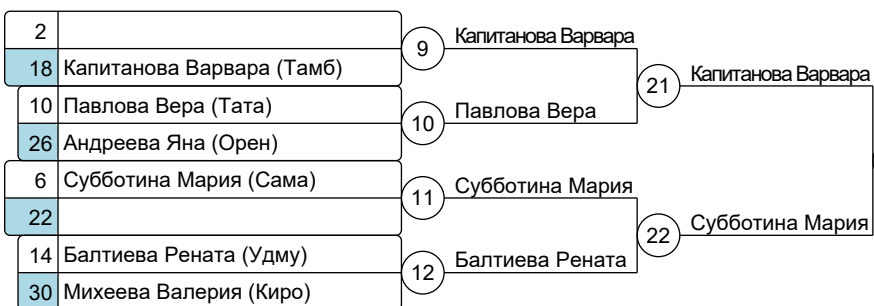 2
9
Капитанова Варвара
18 Капитанова Варвара (Тамб)
21
Капитанова Варвара
10 Павлова Вера (Тата)
10
Павлова Вера
26 Андреева Яна (Орен)
6 Субботина Мария (Сама)
11
Субботина Мария
22
22
Субботина Мария
14 Балтиева Рената (Удму)
12
Балтиева Рената
30 Михеева Валерия (Киро)